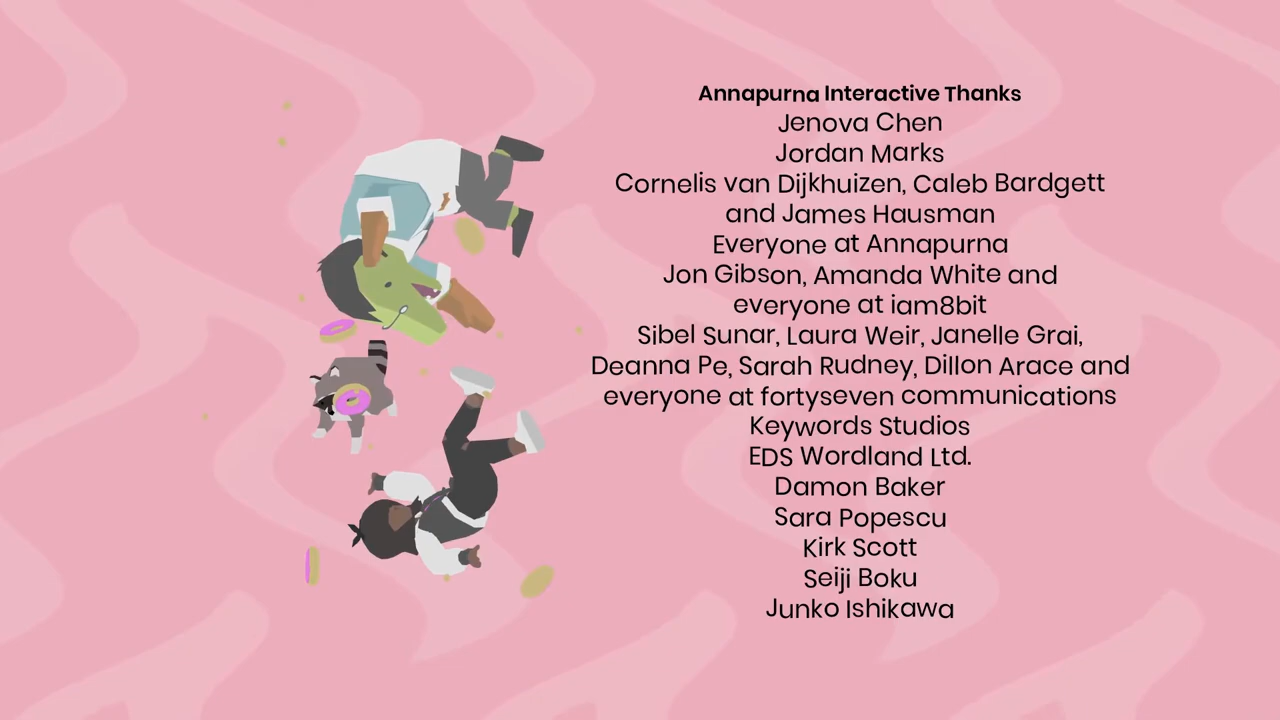 Annapurna Interactive Thanks
Jenova Chen
Jordan Marks
Cornelis van Dijkhuizen, Caleb Bardgett
and James Hausman
Everyone at Annapurna
Jon Gibson, Amanda White and
everyone at iam8bit
Sibel Sunar, Laura Weir, Janelle Grai,
Deanna Pe, Sarah Rudney, Dillon Arace and
everyone at fortyseven communications
Keywords Studios
EDS Wordland Ltd.
Damon Baker
Sara Popescu
Kirk Scott
Seiji Boku
Junko Ishikawa